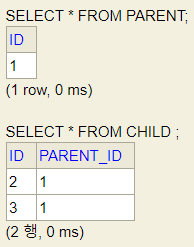 SELECT * FROM PARENT;
ID
1
(1 row, 0 ms)
SELECT * FROM CHILD ;
ID PARENT_ID
2 1
3 1
(2 행, 0 ms)